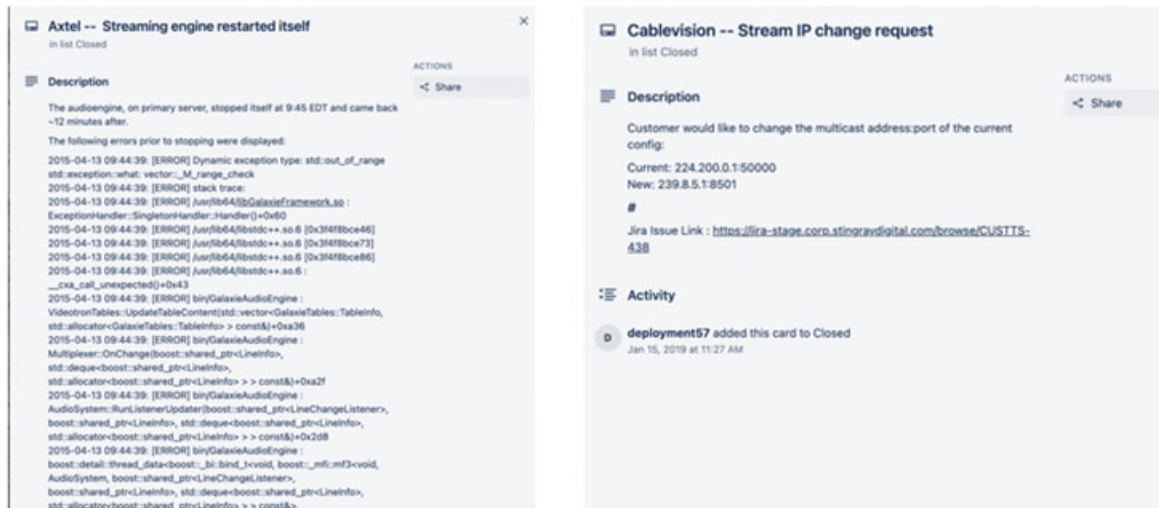 Axtel -- Streaming engine restarted itself
in list Closed
ACTIONS
Share
Description
The audioengine, on primary server, stopped itself at 9:45 EDT and came back
~12 minutes after.
The following errors prior to stopping were displayed:
2015-04-13 09:44:39: [ERROR] Dynamic exception type: std::out_of_range
std::exception::what: vector::_M_range_check
2015-04-13 09:44:39: [ERROR] stack trace:
2015-04-13 09:44:39: [ERROR] /usr/lib64/libGalaxieFramework.so :
ExceptionHandler::SingletonHandler::Handler()+0x60
2015-04-13 09:44:39: [ERROR] /usr/lib64/libstdc++.so.6 [0x3f4f8bce46]
2015-04-13 09:44:39: [ERROR] /usr/lib64/libstdc++.so.6 [0x3f4f8bce73]
2015-04-13 09:44:39: [ERROR] /usr/lib64/libstdc++.so.6 [0x3f4f8bce86]
2015-04-13 09:44:39: [ERROR] /usr/lib64/libstdc++.so.6 :
__cxa_call_unexpected()+0x43
2015-04-13 09:44:39: [ERROR] bin/GalaxieAudioEngine :
VideotronTables::UpdateTableContent(std::vector<GalaxieTables::TableInfo,
std::allocator<GalaxieTables::TableInfo> > const&)+0xa36
2015-04-13 09:44:39: [ERROR] bin/GalaxieAudioEngine :
Multiplexer::OnChange(boost::shared_ptr<LineInfo>,
std::deque<boost::shared_ptr<LineInfo>,
std::allocator<boost::shared_ptr<LineInfo> > > const&)+0xa2f
2015-04-13 09:44:39: [ERROR] bin/GalaxieAudioEngine :
AudioSystem::RunListenerUpdater(boost::shared_ptr<LineChangeListener>,
boost::shared_ptr<LineInfo>, std::deque<boost::shared_ptr<LineInfo>,
std::allocator<boost::shared_ptr<LineInfo> > > const&)+0x2d8
2015-04-13 09:44:39: [ERROR] bin/GalaxieAudioEngine :
boost::detail::thread_data<boost::_bi::bind_t<void, boost::_mfi::mf3<void,
AudioSystem, boost::shared_ptr<LineChangeListener>,
boost::shared_ptr<LineInfo>, std::deque<boost::shared_ptr<LineInfo>,
std::allocator<boost::shared_ptr<LineInfo> > > const&>,
Cablevision -- Stream IP change request
in list Closed
ACTIONS
Share
Description
Customer would like to change the multicast address:port of the current
config:
Current: 224.200.0.1:50000
New: 239.8.5.1:8501
#
Jira Issue Link : https://jira-stage.corp.stingraydigital.com/browse/CUSTTS-
438
Activity
D
deployment57 added this card to Closed
Jan 15, 2019 at 11:27 AM